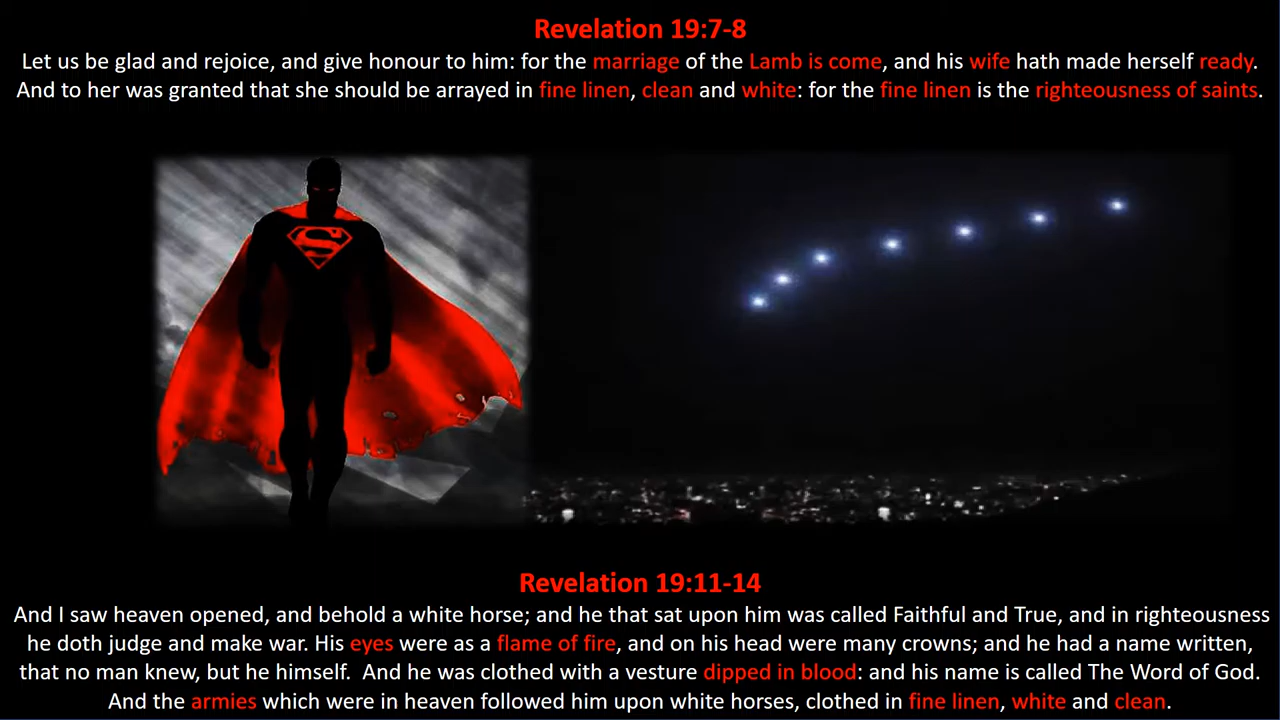 Revelation 19:7-8
Let us be glad and rejoice, and give honour to him: for the marriage of the Lamb is come, and his wife hath made herself ready.
And to her was granted that she should be arrayed in fine linen, clean and white: for the fine linen is the righteousness of saints.
S
Revelation 19:11-14
And I saw heaven opened, and behold a white horse; and he that sat upon him was called Faithful and True, and in righteousness
he doth judge and make war. His eyes were as a flame of fire, and on his head were many crowns; and he had a name written,
that no man knew, but he himself. And he was clothed with a vesture dipped in blood: and his name is called The Word of God.
And the armies which were in heaven followed him upon white horses, clothed in fine linen, white and clean.